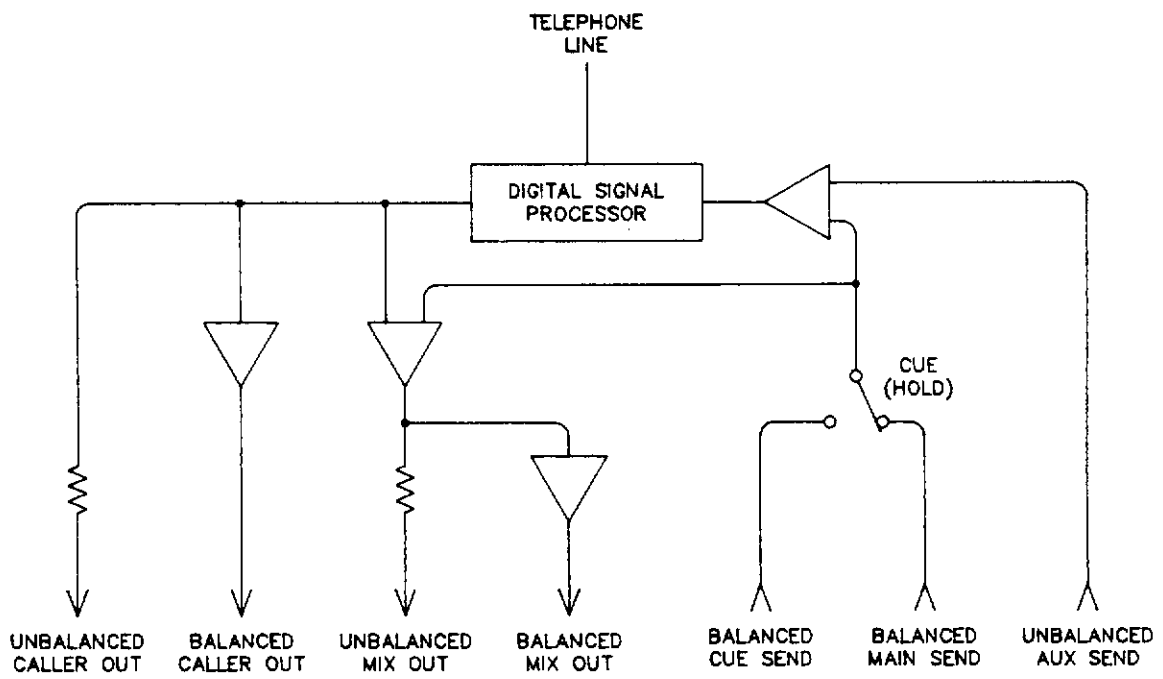 TELEPHONE
LINE
DIGITAL SIGNAL
PROCESSOR
CUE
(HOLD)
UNBALANCED
CALLER OUT
BALANCED
CALLER OUT
UNBALANCED
MIX OUT
BALANCED
MIX OUT
BALANCED
CUE SEND
BALANCED
MAIN SEND
UNBALANCED
AUX SEND